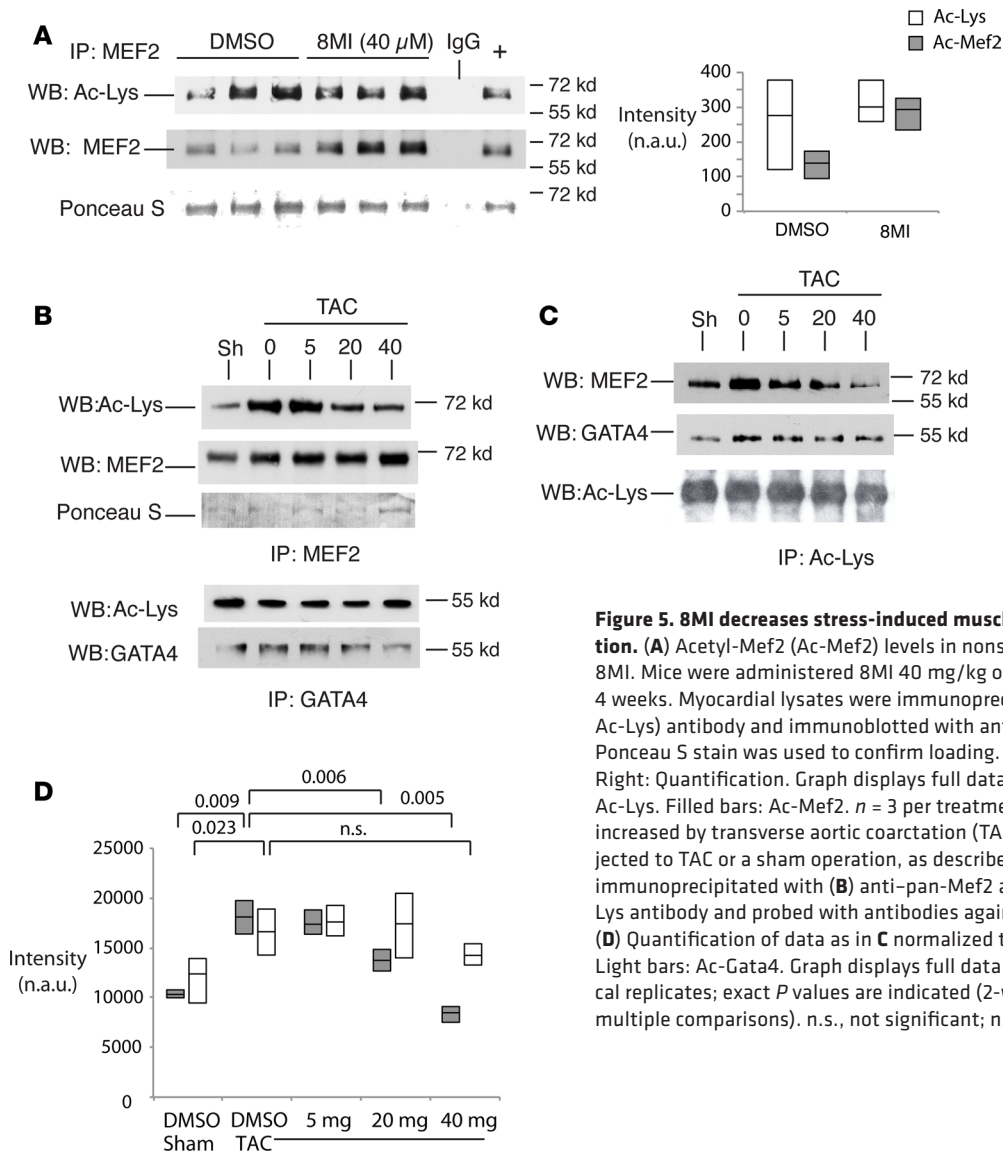 A
IP: MEF2
DMSO
8MI (40 µM)
IgG
+
WB: Ac-Lys
72 kd
55 kd
WB: MEF2
72 kd
55 kd
Ponceau S
72 kd
Ac-Lys
Ac-Mef2
Intensity
(n.a.u.)
400
300
200
100
0
DMSO
8MI
B
TAC
Sh 0 5 20 40
WB:Ac-Lys
72 kd
WB: MEF2
72 kd
Ponceau S
IP: MEF2
WB:Ac-Lys
55 kd
WB:GATA4
55 kd
IP: GATA4
C
TAC
Sh 0 5 20 40
WB: MEF2
72 kd
55 kd
WB: GATA4
55 kd
WB:Ac-Lys
IP: Ac-Lys
Figure 5. 8MI decreases stress-induced muscl
tion. (A) Acetyl-Mef2 (Ac-Mef2) levels in nons
8MI. Mice were administered 8MI 40 mg/kg o
4 weeks. Myocardial lysates were immunoprec
Ac-Lys) antibody and immunoblotted with ant
Ponceau S stain was used to confirm loading.
Right: Quantification. Graph displays full data
Ac-Lys. Filled bars: Ac-Mef2. n = 3 per treatme
increased by transverse aortic coarctation (TA
jected to TAC or a sham operation, as describe
immunoprecipitated with (B) anti–pan-Mef2 a
Lys antibody and probed with antibodies again
(D) Quantification of data as in C normalized t
Light bars: Ac-Gata4. Graph displays full data
cal replicates; exact P values are indicated (2-
multiple comparisons). n.s., not significant; n
D
0.006
0.009
0.005
0.023
n.s.
25000
20000
15000
10000
5000
0
Intensity
(n.a.u.)
DMSO DMSO 5 mg 20 mg 40 mg
Sham TAC